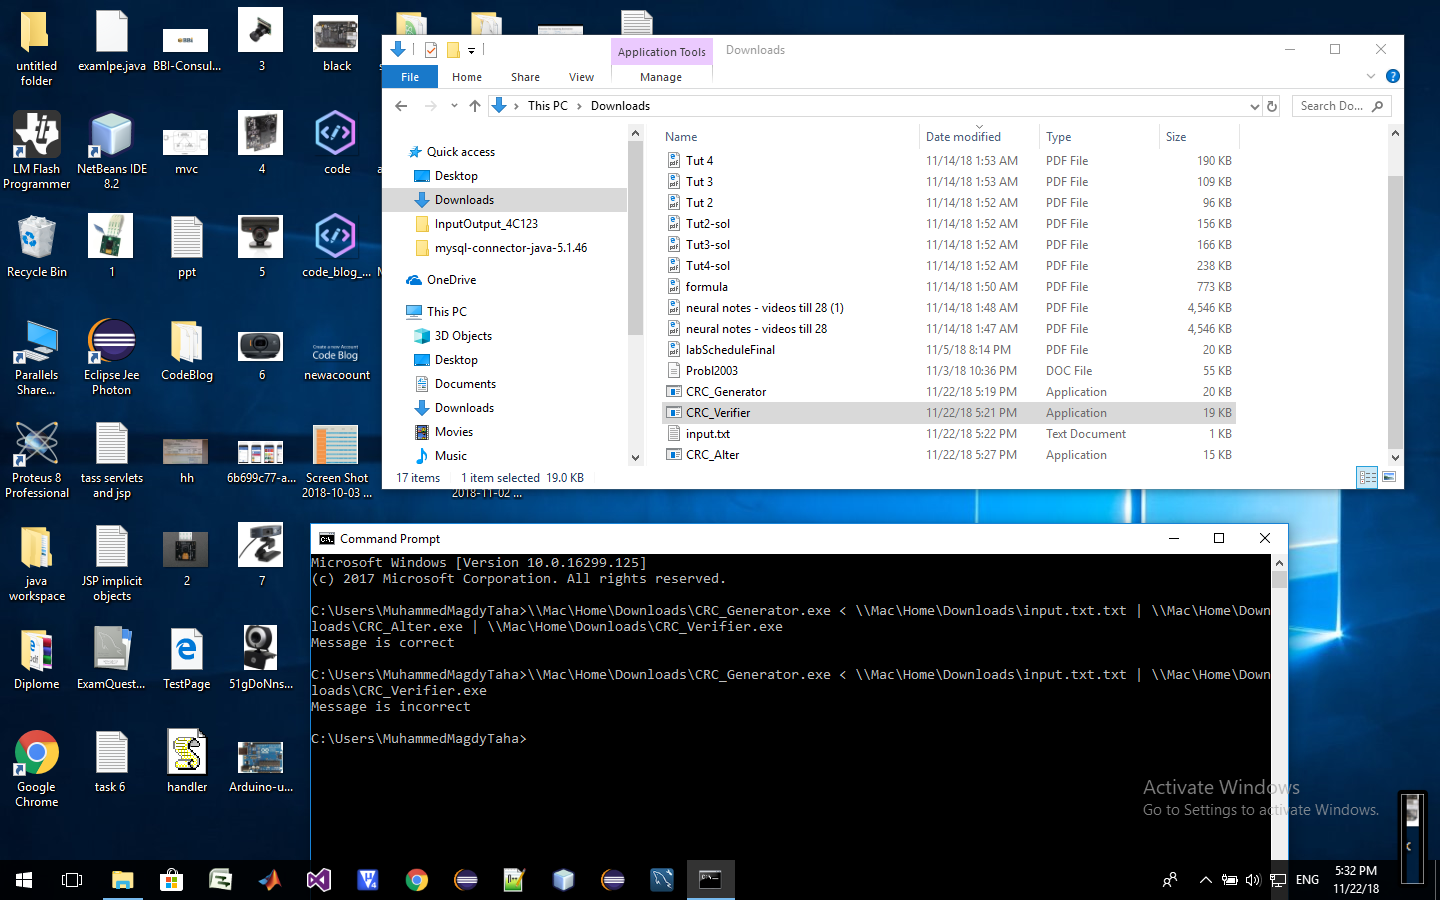 untitled
folder
examlpe.java
BBI-Consul...
3
black
LM Flash
Programmer
NetBeans IDE
8.2
mvc
4
code
Recycle Bin
1
ppt
5
code_blog_...
Parallels
Share...
Eclipse Jee
Photon
CodeBlog
6
Create a new Account
Code Blog
newacoount
Proteus 8
Professional
tass servlets
and jsp
hh
6b699c77-a...
Screen Shot
2018-10-03 ...
2018-11-02 ...
java
workspace
JSP implicit
objects
2
7
Diplome
ExamQuest...
TestPage
51gDoNns...
Google
Chrome
task 6
handler
Arduino-u...
Application Tools
Downloads
File
Home
Share
View
Manage
This PC
Downloads
Search Do...
Quick access
Desktop
Downloads
InputOutput_4C123
mysql-connector-java-5.1.46
OneDrive
This PC
3D Objects
Desktop
Documents
Downloads
Movies
Music
Name Date modified Type Size
Tut 4 11/14/18 1:53 AM PDF File 190 KB
Tut 3 11/14/18 1:53 AM PDF File 109 KB
Tut 2 11/14/18 1:52 AM PDF File 96 KB
Tut2-sol 11/14/18 1:52 AM PDF File 156 KB
Tut3-sol 11/14/18 1:52 AM PDF File 166 KB
Tut4-sol 11/14/18 1:52 AM PDF File 238 KB
formula 11/14/18 1:50 AM PDF File 773 KB
neural notes - videos till 28 (1) 11/14/18 1:48 AM PDF File 4,546 KB
neural notes - videos till 28 11/14/18 1:47 AM PDF File 4,546 KB
labScheduleFinal 11/5/18 8:14 PM PDF File 20 KB
Probl2003 11/3/18 10:36 PM DOC File 55 KB
CRC_Generator 11/22/18 5:19 PM Application 20 KB
CRC_Verifier 11/22/18 5:21 PM Application 19 KB
input.txt 11/22/18 5:22 PM Text Document 1 KB
CRC_Alter 11/22/18 5:27 PM Application 15 KB
17 items 1 item selected 19.0 KB
Command Prompt
Microsoft Windows [Version 10.0.16299.125]
(c) 2017 Microsoft Corporation. All rights reserved.
C:\Users\MuhammedMagdyTaha>\\Mac\Home\Downloads\CRC_Generator.exe < \\Mac\Home\Downloads\input.txt.txt | \\Mac\Home\Down
loads\CRC_Alter.exe | \\Mac\Home\Downloads\CRC_Verifier.exe
Message is correct
C:\Users\MuhammedMagdyTaha>\\Mac\Home\Downloads\CRC_Generator.exe < \\Mac\Home\Downloads\input.txt.txt | \\Mac\Home\Down
loads\CRC_Verifier.exe
Message is incorrect
C:\Users\MuhammedMagdyTaha>
Activate Windows
Go to Settings to activate Windows.
ENG
5:32 PM
11/22/18